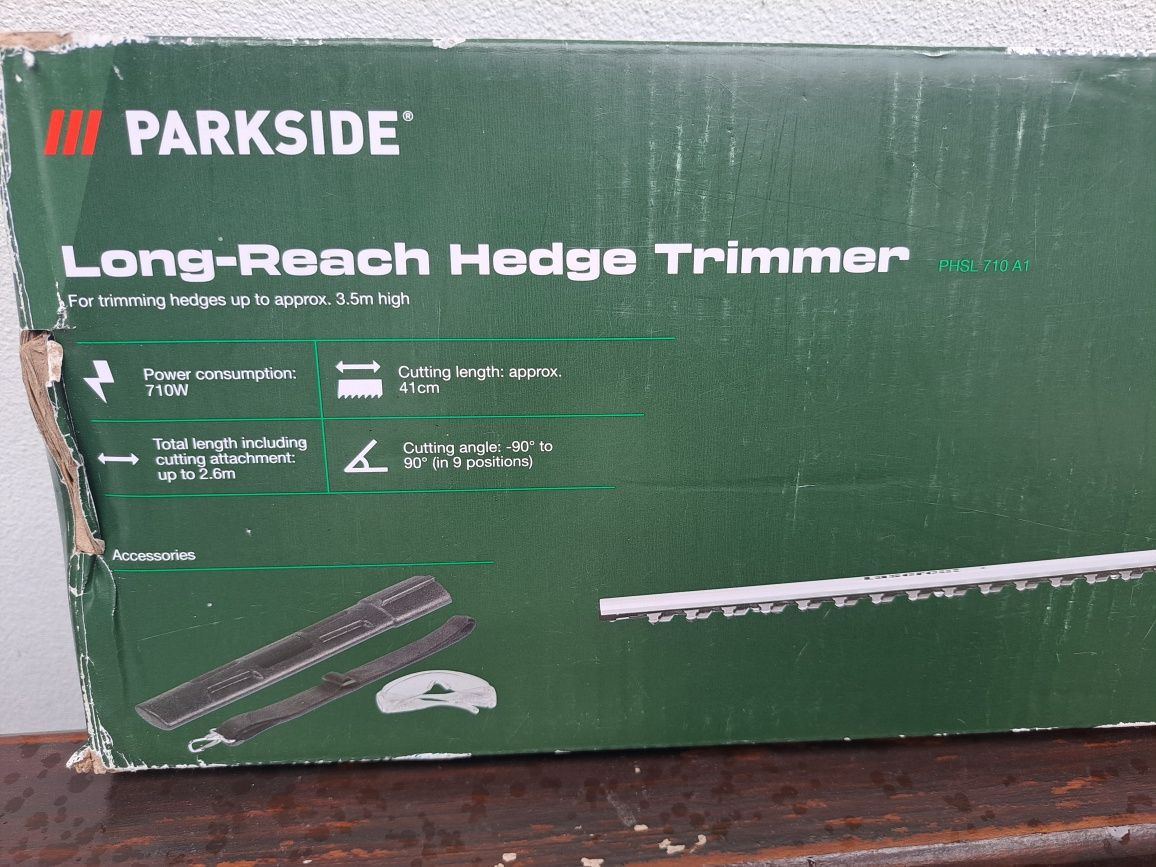 PARKSIDE®
Long-Reach Hedge Trimmer PHSL 710 A1
For trimming hedges up to approx. 3.5m high
Power consumption:
710W
Cutting length: approx.
41cm
Total length including
cutting attachment:
up to 2.6m
Cutting angle: -90° to
90° (in 9 positions)
Accessories